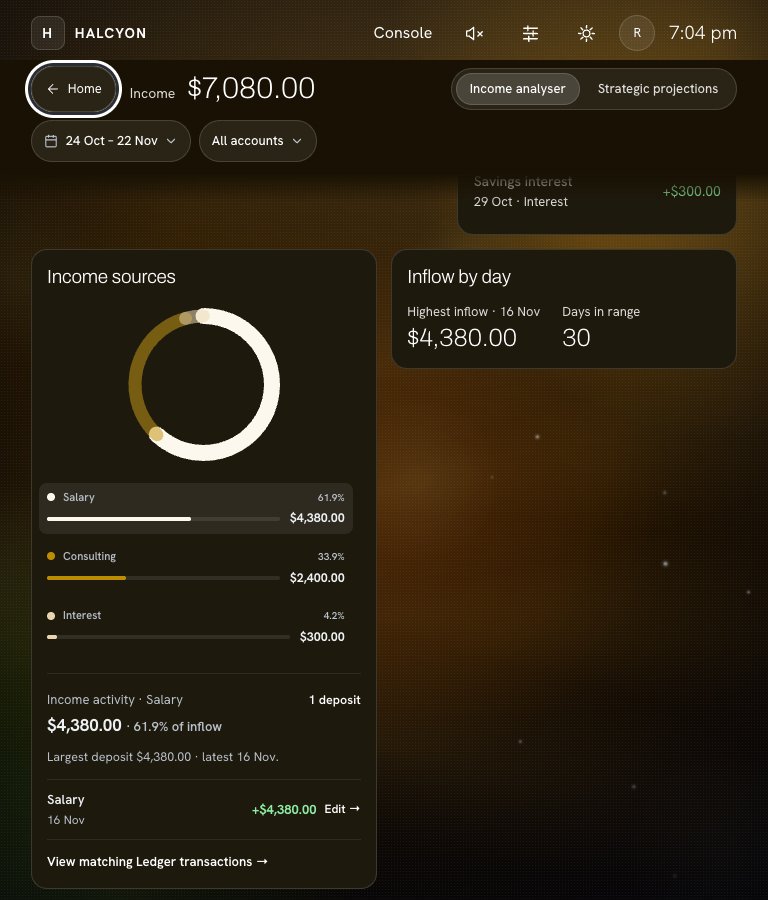 H HALCYON Console R 7:04 pm
← Home Income $7,080.00 Income analyser Strategic projections
24 Oct – 22 Nov All accounts
Savings interest
29 Oct · Interest +$300.00
Income sources
Salary 61.9%
$4,380.00
Consulting 33.9%
$2,400.00
Interest 4.2%
$300.00
Income activity · Salary 1 deposit
$4,380.00 · 61.9% of inflow
Largest deposit $4,380.00 · latest 16 Nov.
Salary
16 Nov
+$4,380.00 Edit →
View matching Ledger transactions →
Inflow by day
Highest inflow · 16 Nov Days in range
$4,380.00 30